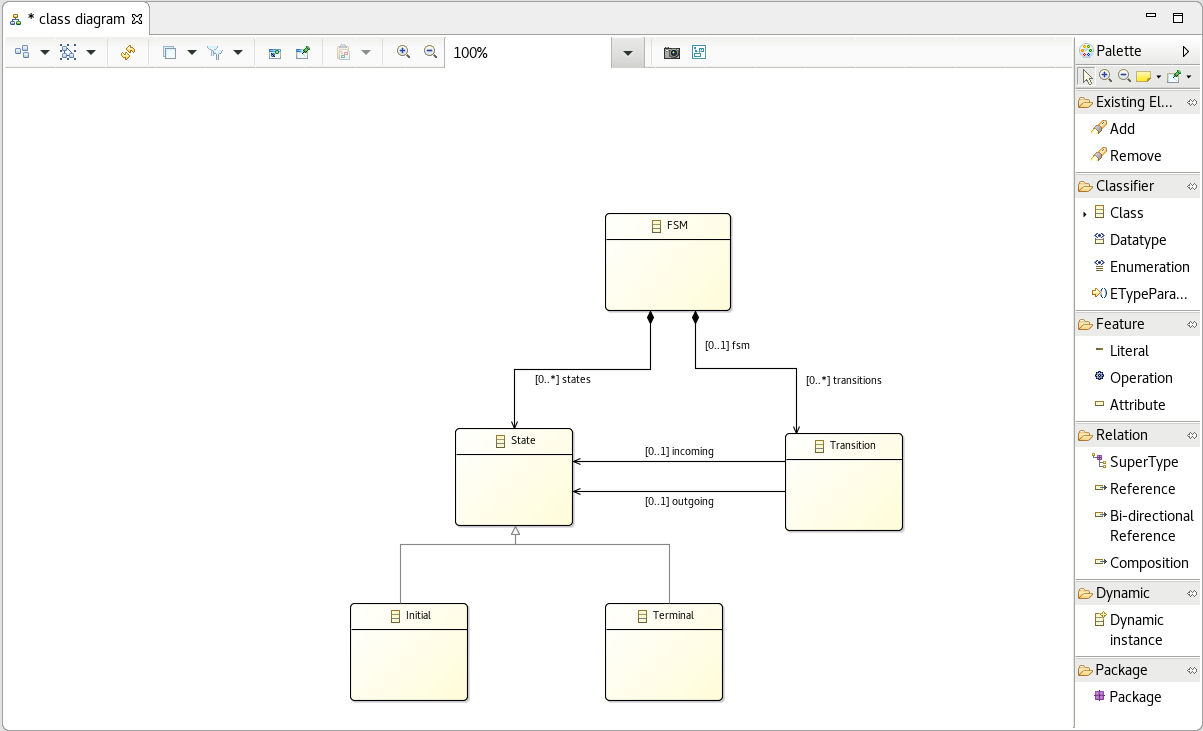 * class diagram
100%
FSM
[0..1] fsm
[0..*] states
[0..*] transitions
State
Transition
[0..1] incoming
[0..1] outgoing
Initial
Terminal
Palette
Existing El...
Add
Remove
Classifier
Class
Datatype
Enumeration
ETypePara...
Feature
Literal
Operation
Attribute
Relation
SuperType
Reference
Bi-directional
Reference
Composition
Dynamic
Dynamic
instance
Package
Package